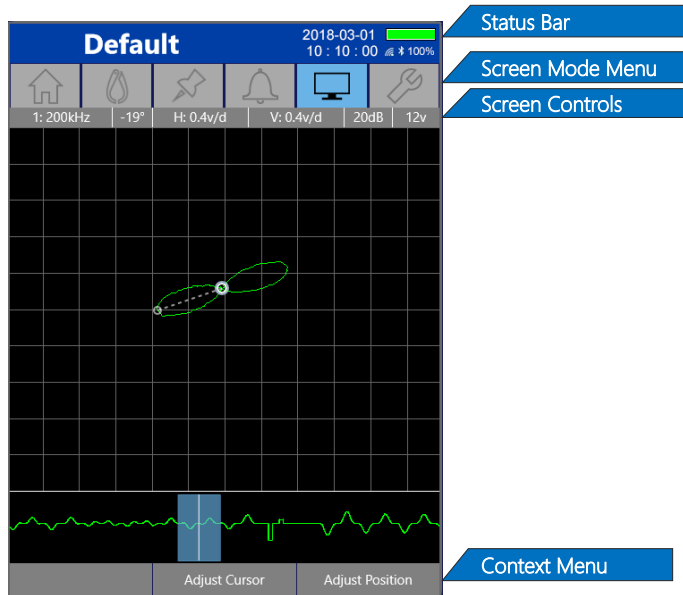 Default
2018-03-01
10 : 10 : 00 100%
Status Bar
Screen Mode Menu
Screen Controls
1: 200kHz -19° H: 0.4v/d V: 0.4v/d 20dB 12v
Adjust Cursor Adjust Position
Context Menu